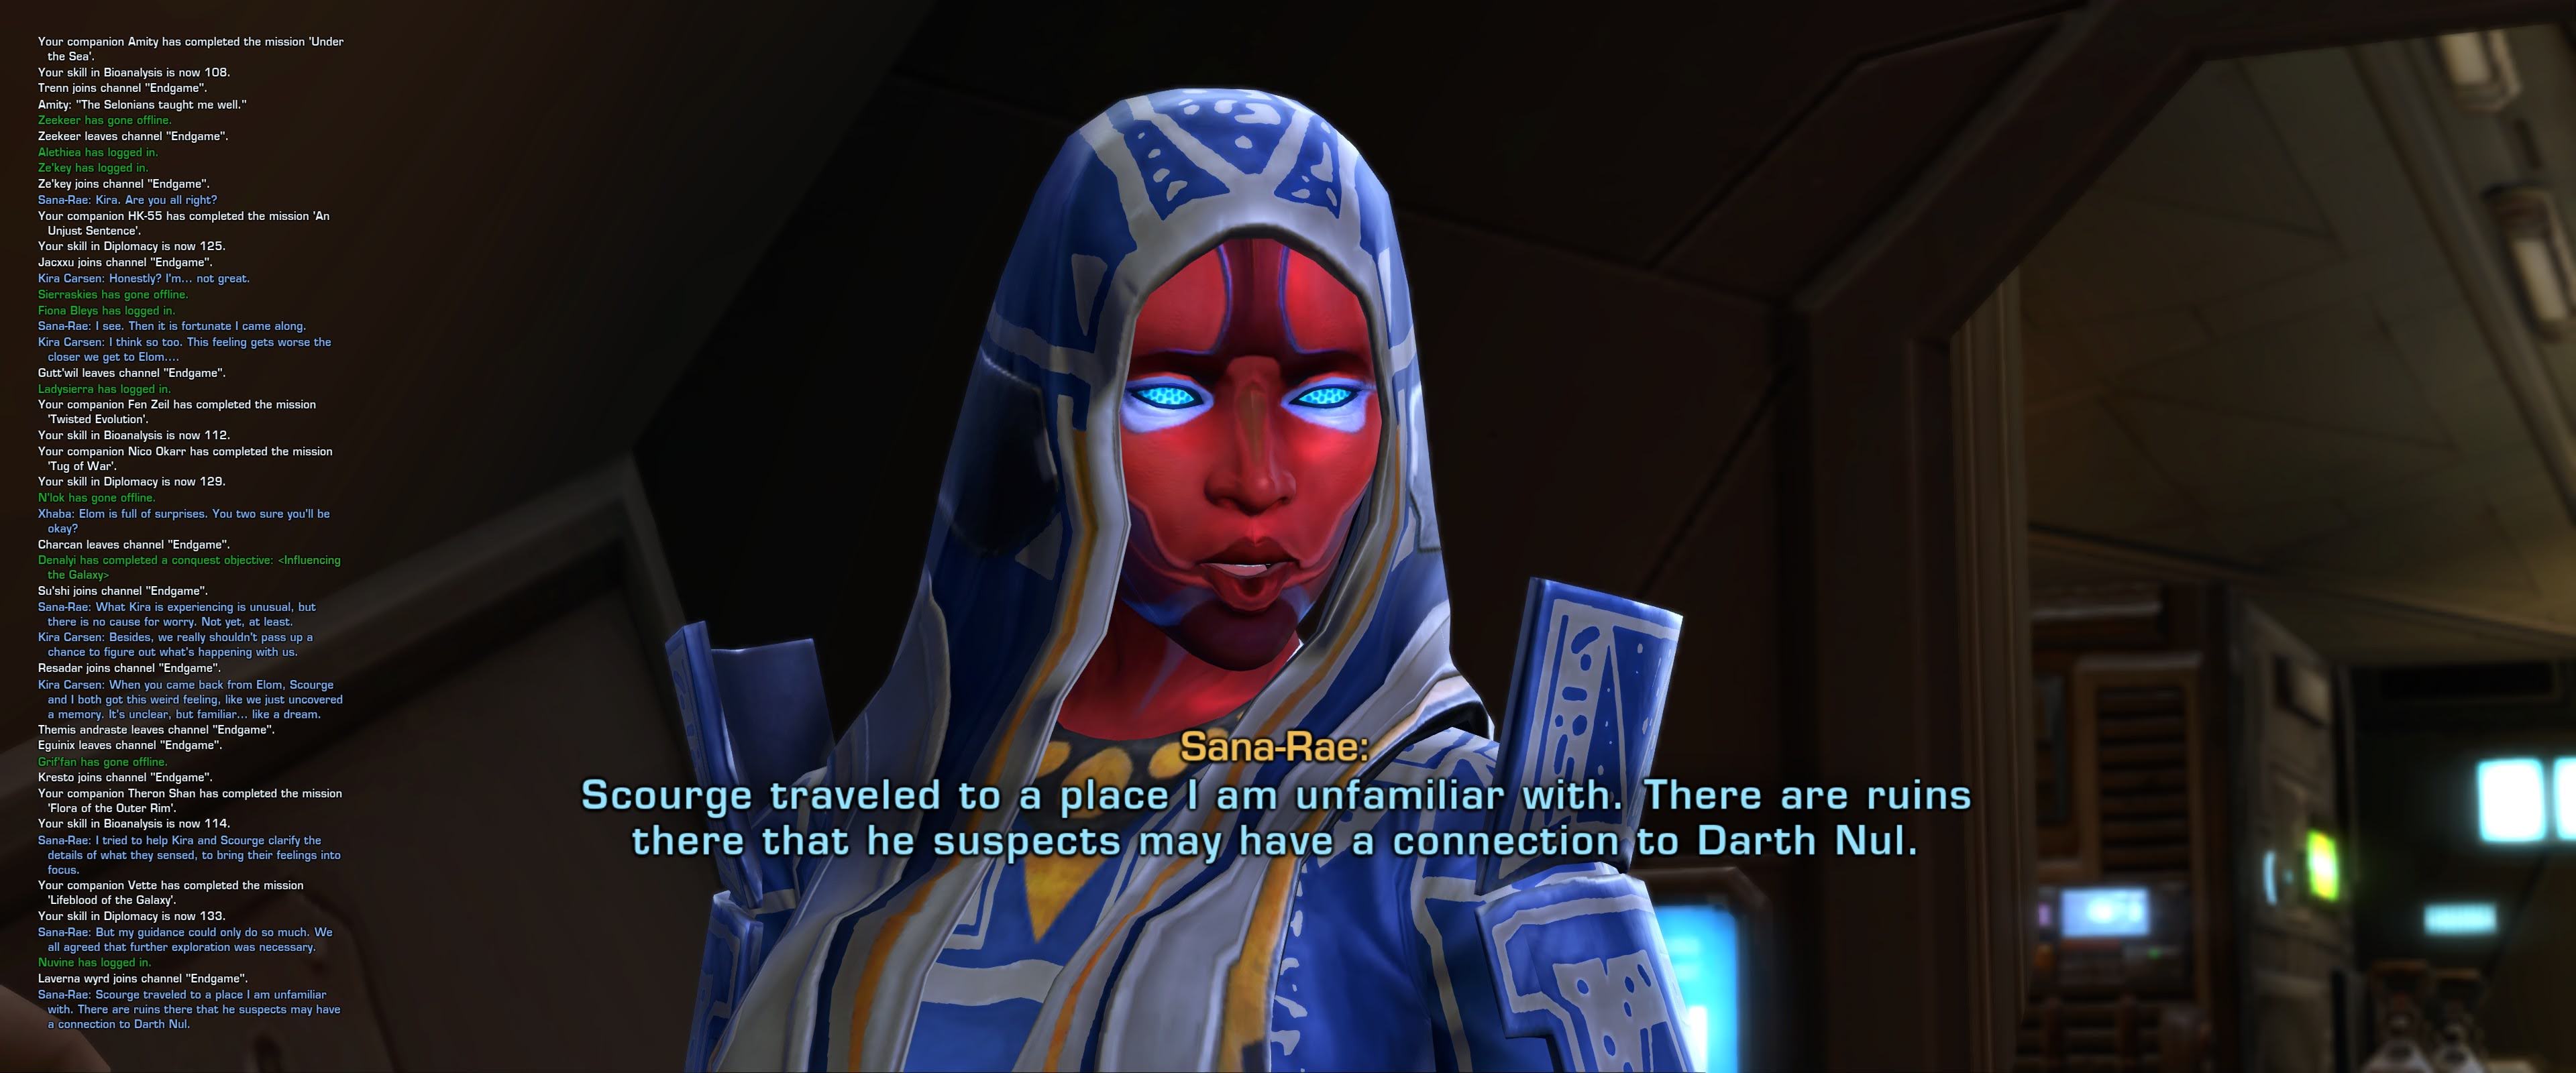 Your companion Amity has completed the mission 'Under
the Sea'.
Your skill in Bioanalysis is now 108.
Trenn joins channel "Endgame".
Amity: "The Selonians taught me well."
Zeekeer has gone offline.
Zeekeer leaves channel "Endgame".
Alethiea has logged in.
Ze'key has logged in.
Ze'key joins channel "Endgame".
Sana-Rae: Kira. Are you all right?
Your companion HK-55 has completed the mission 'An
Unjust Sentence'.
Your skill in Diplomacy is now 125.
Jacxxu joins channel "Endgame".
Kira Carsen: Honestly? I'm... not great.
Sierraskies has gone offline.
Fiona Bleys has logged in.
Sana-Rae: I see. Then it is fortunate I came along.
Kira Carsen: I think so too. This feeling gets worse the
closer we get to Elom....
Gutt'wil leaves channel "Endgame".
Ladysierra has logged in.
Your companion Fen Zeil has completed the mission
'Twisted Evolution'.
Your skill in Bioanalysis is now 112.
Your companion Nico Okarr has completed the mission
'Tug of War'.
Your skill in Diplomacy is now 129.
N'lok has gone offline.
Xhaba: Elom is full of surprises. You two sure you'll be
okay?
Charcan leaves channel "Endgame".
Denalyi has completed a conquest objective: <Influencing
the Galaxy>
Su'shi joins channel "Endgame".
Sana-Rae: What Kira is experiencing is unusual, but
there is no cause for worry. Not yet, at least.
Kira Carsen: Besides, we really shouldn't pass up a
chance to figure out what's happening with us.
Resadar joins channel "Endgame".
Kira Carsen: When you came back from Elom, Scourge
and I both got this weird feeling, like we just uncovered
a memory. It's unclear, but familiar... like a dream.
Themis andraste leaves channel "Endgame".
Eguinix leaves channel "Endgame".
Grif'fan has gone offline.
Kresto joins channel "Endgame".
Your companion Theron Shan has completed the mission
'Flora of the Outer Rim'.
Your skill in Bioanalysis is now 114.
Sana-Rae: I tried to help Kira and Scourge clarify the
details of what they sensed, to bring their feelings into
focus.
Your companion Vette has completed the mission
'Lifeblood of the Galaxy'.
Your skill in Diplomacy is now 133.
Sana-Rae: But my guidance could only do so much. We
all agreed that further exploration was necessary.
Nuvine has logged in.
Laverna wyrd joins channel "Endgame".
Sana-Rae: Scourge traveled to a place I am unfamiliar
with. There are ruins there that he suspects may have
a connection to Darth Nul.
Sana-Rae:
Scourge traveled to a place I am unfamiliar with. There are ruins
there that he suspects may have a connection to Darth Nul.